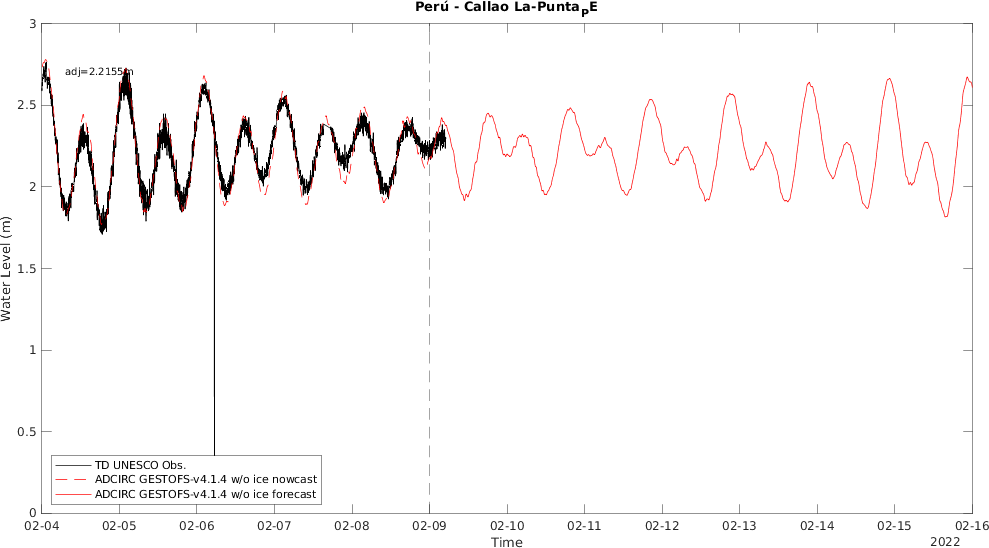 Perú - Callao La-PuntaPE
3
adj=2.2155m
2.5
2
1.5
1
0.5
0
Water Level (m)
TD UNESCO Obs.
ADCIRC GESTOFS-v4.1.4 w/o ice nowcast
ADCIRC GESTOFS-v4.1.4 w/o ice forecast
02-04 02-05 02-06 02-07 02-08 02-09 02-10 02-11 02-12 02-13 02-14 02-15 02-16
Time
2022